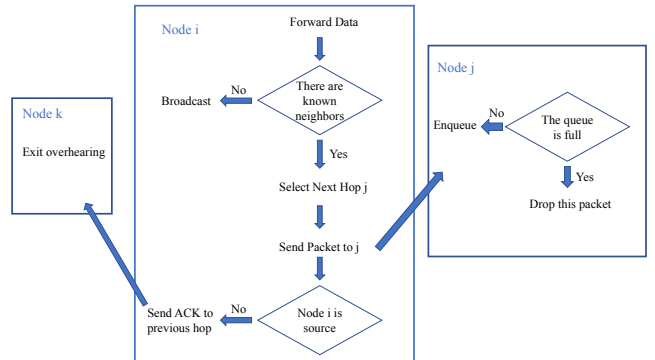 Node i
Forward Data
There are
known
neighbors
No
Broadcast
Yes
Select Next Hop j
Send Packet to j
Node i is
source
No
Send ACK to
previous hop
Node k
Exit overhearing
Node j
The queue
is full
No
Enqueue
Yes
Drop this packet